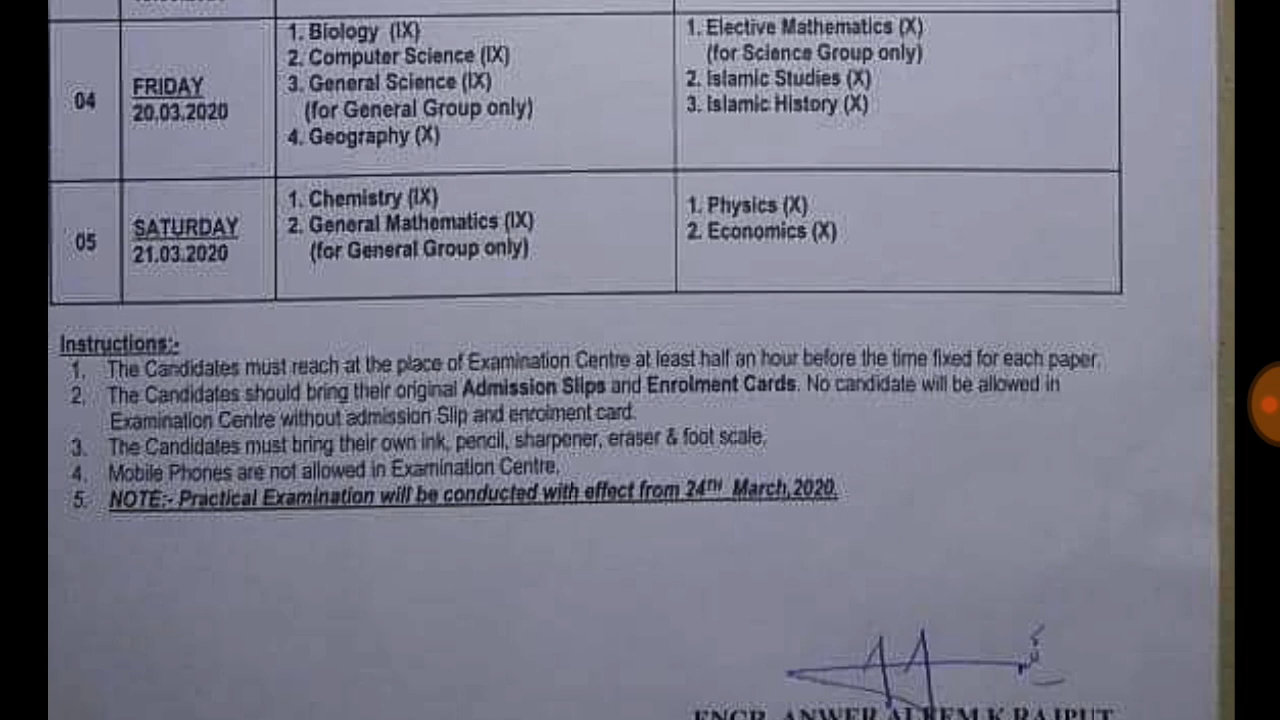 04
FRIDAY
20.03.2020
1. Biology (IX)
2. Computer Science (IX)
3. General Science (IX)
(for General Group only)
4. Geography (X)
1. Elective Mathematics (X)
(for Science Group only)
2. Islamic Studies (X)
3. Islamic History (X)
05
SATURDAY
21.03.2020
1. Chemistry (IX)
2. General Mathematics (IX)
(for General Group only)
1. Physics (X)
2. Economics (X)
Instructions:-
1. The Candidates must reach at the place of Examination Centre at least half an hour before the time fixed for each paper.
2. The Candidates should bring their original Admission Slips and Enrolment Cards. No candidate will be allowed in
Examination Centre without admission Slip and enrolment card.
3. The Candidates must bring their own ink, pencil, sharpener, eraser & foot scale.
4. Mobile Phones are not allowed in Examination Centre.
5. NOTE:- Practical Examination will be conducted with effect from 24TH March,2020.
ENGR. ANWER ALEEM K.RAJPUT